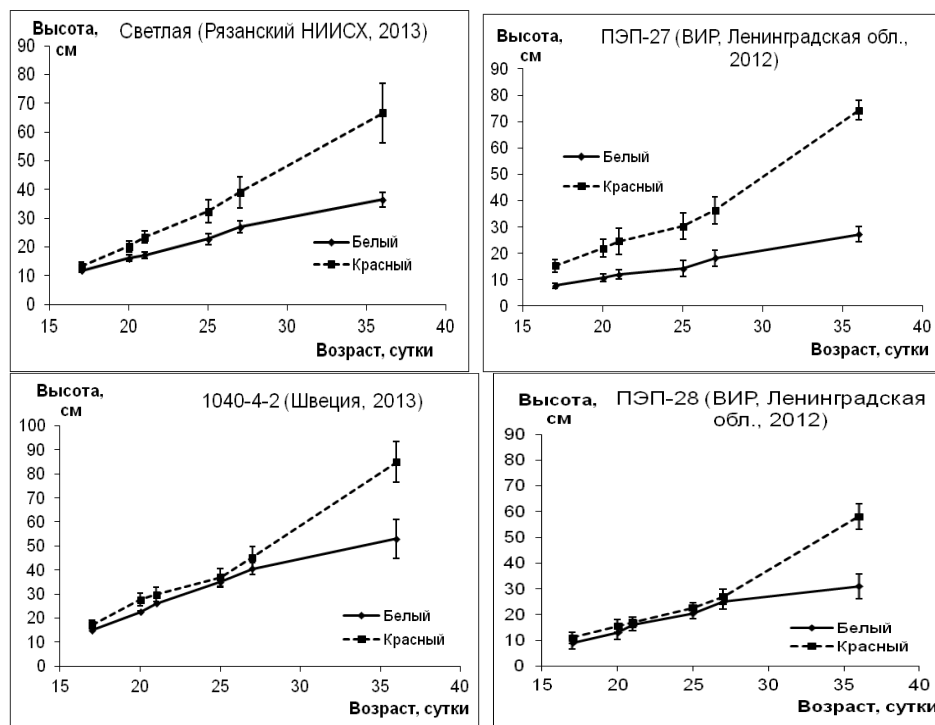 Высота,
см
Светлая (Рязанский НИИСХ, 2013)
90
80
70
60
50
40
30
20
10
0
Белый
Красный
15 20 25 30 35 40
Возраст, сутки
Высота,
см
ПЭП-27 (ВИР, Ленинградская обл.,
2012)
90
80
70
60
50
40
30
20
10
0
Белый
Красный
15 20 25 30 35 40
Возраст, сутки
Высота,
см
1040-4-2 (Швеция, 2013)
100
90
80
70
60
50
40
30
20
10
0
Белый
Красный
15 20 25 30 35 40
Возраст, сутки
Высота,
см
ПЭП-28 (ВИР, Ленинградская
обл., 2012)
90
80
70
60
50
40
30
20
10
0
Белый
Красный
15 20 25 30 35 40
Возраст, сутки